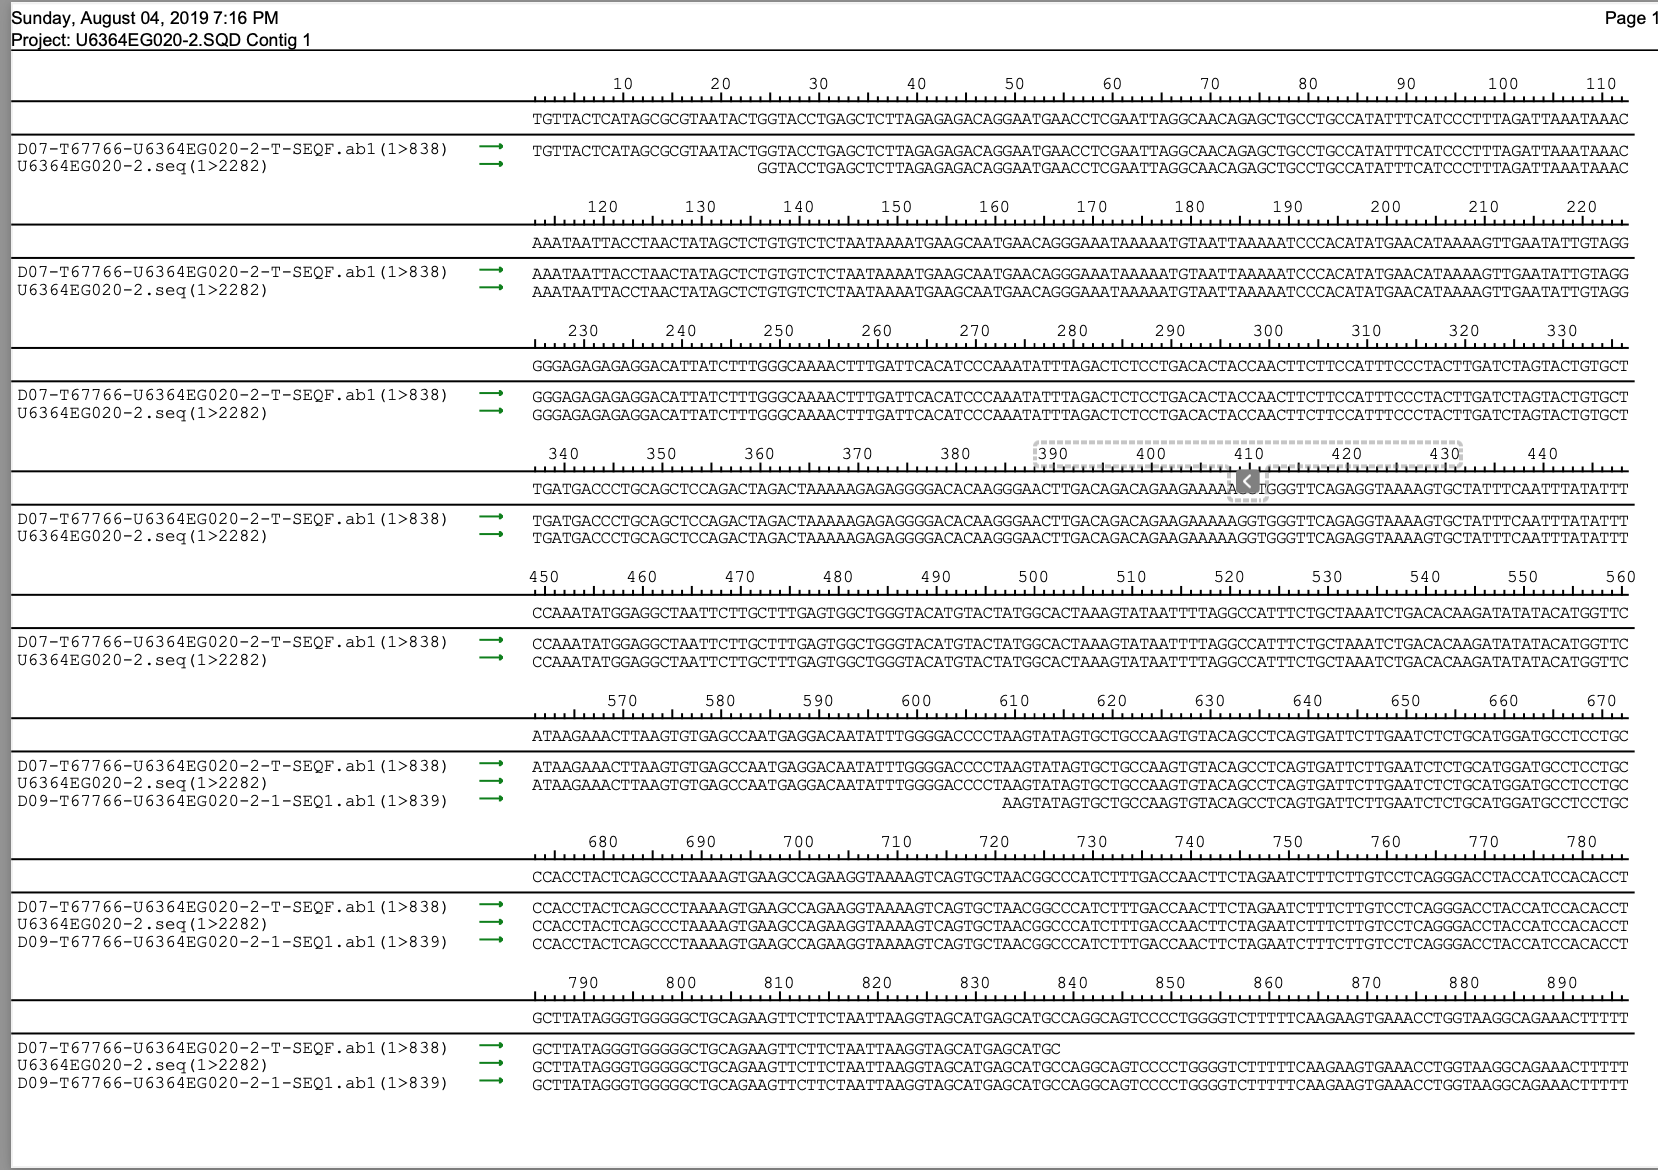 Sunday, August 04, 2019 7:16 PM
Page 1
Project: U6364EG020-2.SQD Contig 1
10 20 30 40 50 60 70 80 90 100 110
TGTTACTCATAGCGCGTAATACTGGTACCTGAGCTCTTAGAGAGACAGGAATGAACCTCGAATTAGGCAACAGAGCTGCCTGCCATATTTCATCCCTTTAGATTAAATAAAC
D07-T67766-U6364EG020-2-T-SEQF.ab1(1>838) → TGTTACTCATAGCGCGTAATACTGGTACCTGAGCTCTTAGAGAGACAGGAATGAACCTCGAATTAGGCAACAGAGCTGCCTGCCATATTTCATCCCTTTAGATTAAATAAAC
U6364EG020-2.seq(1>2282) → GGTACCTGAGCTCTTAGAGAGACAGGAATGAACCTCGAATTAGGCAACAGAGCTGCCTGCCATATTTCATCCCTTTAGATTAAATAAAC
120 130 140 150 160 170 180 190 200 210 220
AAATAATTACCTAACTATAGCTCTGTGTCTCTAATAAAATGAAGCAATGAACAGGGAAATAAAAATGTAATTAAAAATCCCACATATGAACATAAAAGTTGAATATTGTAGG
D07-T67766-U6364EG020-2-T-SEQF.ab1(1>838) → AAATAATTACCTAACTATAGCTCTGTGTCTCTAATAAAATGAAGCAATGAACAGGGAAATAAAAATGTAATTAAAAATCCCACATATGAACATAAAAGTTGAATATTGTAGG
U6364EG020-2.seq(1>2282) → AAATAATTACCTAACTATAGCTCTGTGTCTCTAATAAAATGAAGCAATGAACAGGGAAATAAAAATGTAATTAAAAATCCCACATATGAACATAAAAGTTGAATATTGTAGG
230 240 250 260 270 280 290 300 310 320 330
GGGAGAGAGAGGACATTATCTTTGGGCAAAACTTTGATTCACATCCCAAATATTTAGACTCTCCTGACACTACCAACTTCTTCCATTTCCCTACTTGATCTAGTACTGTGCT
D07-T67766-U6364EG020-2-T-SEQF.ab1(1>838) → GGGAGAGAGAGGACATTATCTTTGGGCAAAACTTTGATTCACATCCCAAATATTTAGACTCTCCTGACACTACCAACTTCTTCCATTTCCCTACTTGATCTAGTACTGTGCT
U6364EG020-2.seq(1>2282) → GGGAGAGAGAGGACATTATCTTTGGGCAAAACTTTGATTCACATCCCAAATATTTAGACTCTCCTGACACTACCAACTTCTTCCATTTCCCTACTTGATCTAGTACTGTGCT
340 350 360 370 380 390 400 410 420 430 440
TGATGACCCTGCAGCTCCAGACTAGACTAAAAAGAGAGGGGACACAAGGGAACTTGACAGACAGAAGAAAAA GGGTTCAGAGGTAAAAGTGCTATTTCAATTTATATTT
D07-T67766-U6364EG020-2-T-SEQF.ab1(1>838) → TGATGACCCTGCAGCTCCAGACTAGACTAAAAAGAGAGGGGACACAAGGGAACTTGACAGACAGAAGAAAAAGGTGGGTTCAGAGGTAAAAGTGCTATTTCAATTTATATTT
U6364EG020-2.seq(1>2282) → TGATGACCCTGCAGCTCCAGACTAGACTAAAAAGAGAGGGGACACAAGGGAACTTGACAGACAGAAGAAAAAGGTGGGTTCAGAGGTAAAAGTGCTATTTCAATTTATATTT
450 460 470 480 490 500 510 520 530 540 550 560
CCAAATATGGAGGCTAATTCTTGCTTTGAGTGGCTGGGTACATGTACTATGGCACTAAAGTATAATTTTAGGCCATTTCTGCTAAATCTGACACAAGATATATACATGGTTC
D07-T67766-U6364EG020-2-T-SEQF.ab1(1>838) → CCAAATATGGAGGCTAATTCTTGCTTTGAGTGGCTGGGTACATGTACTATGGCACTAAAGTATAATTTTAGGCCATTTCTGCTAAATCTGACACAAGATATATACATGGTTC
U6364EG020-2.seq(1>2282) → CCAAATATGGAGGCTAATTCTTGCTTTGAGTGGCTGGGTACATGTACTATGGCACTAAAGTATAATTTTAGGCCATTTCTGCTAAATCTGACACAAGATATATACATGGTTC
570 580 590 600 610 620 630 640 650 660 670
ATAAGAAACTTAAGTGTGAGCCAATGAGGACAATATTTGGGGACCCCTAAGTATAGTGCTGCCAAGTGTACAGCCTCAGTGATTCTTGAATCTCTGCATGGATGCCTCCTGC
D07-T67766-U6364EG020-2-T-SEQF.ab1(1>838) → ATAAGAAACTTAAGTGTGAGCCAATGAGGACAATATTTGGGGACCCCTAAGTATAGTGCTGCCAAGTGTACAGCCTCAGTGATTCTTGAATCTCTGCATGGATGCCTCCTGC
U6364EG020-2.seq(1>2282) → ATAAGAAACTTAAGTGTGAGCCAATGAGGACAATATTTGGGGACCCCTAAGTATAGTGCTGCCAAGTGTACAGCCTCAGTGATTCTTGAATCTCTGCATGGATGCCTCCTGC
D09-T67766-U6364EG020-2-1-SEQ1.ab1(1>839) → AAGTATAGTGCTGCCAAGTGTACAGCCTCAGTGATTCTTGAATCTCTGCATGGATGCCTCCTGC
680 690 700 710 720 730 740 750 760 770 780
CCACCTACTCAGCCCTAAAAGTGAAGCCAGAAGGTAAAAGTCAGTGCTAACGGCCCATCTTTGACCAACTTCTAGAATCTTTCTTGTCCTCAGGGACCTACCATCCACACCT
D07-T67766-U6364EG020-2-T-SEQF.ab1(1>838) → CCACCTACTCAGCCCTAAAAGTGAAGCCAGAAGGTAAAAGTCAGTGCTAACGGCCCATCTTTGACCAACTTCTAGAATCTTTCTTGTCCTCAGGGACCTACCATCCACACCT
U6364EG020-2.seq(1>2282) → CCACCTACTCAGCCCTAAAAGTGAAGCCAGAAGGTAAAAGTCAGTGCTAACGGCCCATCTTTGACCAACTTCTAGAATCTTTCTTGTCCTCAGGGACCTACCATCCACACCT
D09-T67766-U6364EG020-2-1-SEQ1.ab1(1>839) → CCACCTACTCAGCCCTAAAAGTGAAGCCAGAAGGTAAAAGTCAGTGCTAACGGCCCATCTTTGACCAACTTCTAGAATCTTTCTTGTCCTCAGGGACCTACCATCCACACCT
790 800 810 820 830 840 850 860 870 880 890
GCTTATAGGGTGGGGGCTGCAGAAGTTCTTCTAATTAAGGTAGCATGAGCATGCCAGGCAGTCCCCTGGGGTCTTTTTCAAGAAGTGAAACCTGGTAAGGCAGAAACTTTTT
D07-T67766-U6364EG020-2-T-SEQF.ab1(1>838) → GCTTATAGGGTGGGGGCTGCAGAAGTTCTTCTAATTAAGGTAGCATGAGCATGC
U6364EG020-2.seq(1>2282) → GCTTATAGGGTGGGGGCTGCAGAAGTTCTTCTAATTAAGGTAGCATGAGCATGCCAGGCAGTCCCCTGGGGTCTTTTTCAAGAAGTGAAACCTGGTAAGGCAGAAACTTTTT
D09-T67766-U6364EG020-2-1-SEQ1.ab1(1>839) → GCTTATAGGGTGGGGGCTGCAGAAGTTCTTCTAATTAAGGTAGCATGAGCATGCCAGGCAGTCCCCTGGGGTCTTTTTCAAGAAGTGAAACCTGGTAAGGCAGAAACTTTTT